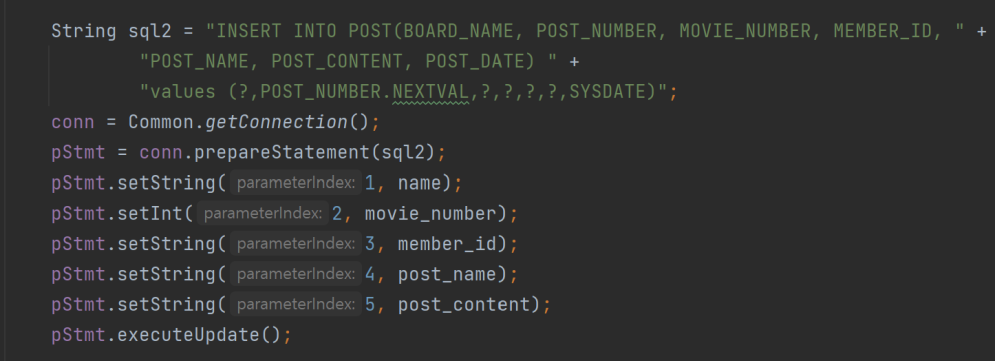 String sql2 = "INSERT INTO POST(BOARD_NAME, POST_NUMBER, MOVIE_NUMBER, MEMBER_ID, " +
"POST_NAME, POST_CONTENT, POST_DATE) " +
"values (?,POST_NUMBER.NEXTVAL,?,?,?,?,SYSDATE)";
conn = Common.getConnection();
pStmt = conn.prepareStatement(sql2);
pStmt.setString( parameterIndex: 1, name);
pStmt.setInt( parameterIndex: 2, movie_number);
pStmt.setString( parameterIndex: 3, member_id);
pStmt.setString( parameterIndex: 4, post_name);
pStmt.setString( parameterIndex: 5, post_content);
pStmt.executeUpdate();